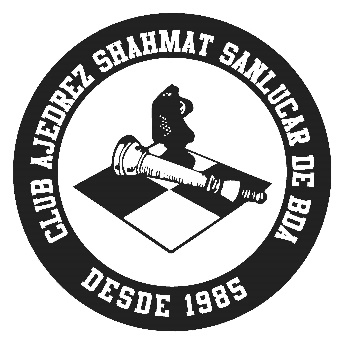 CLUB AJEDREZ SHAHMAT SANLUCAR DE BDA
DESDE 1985